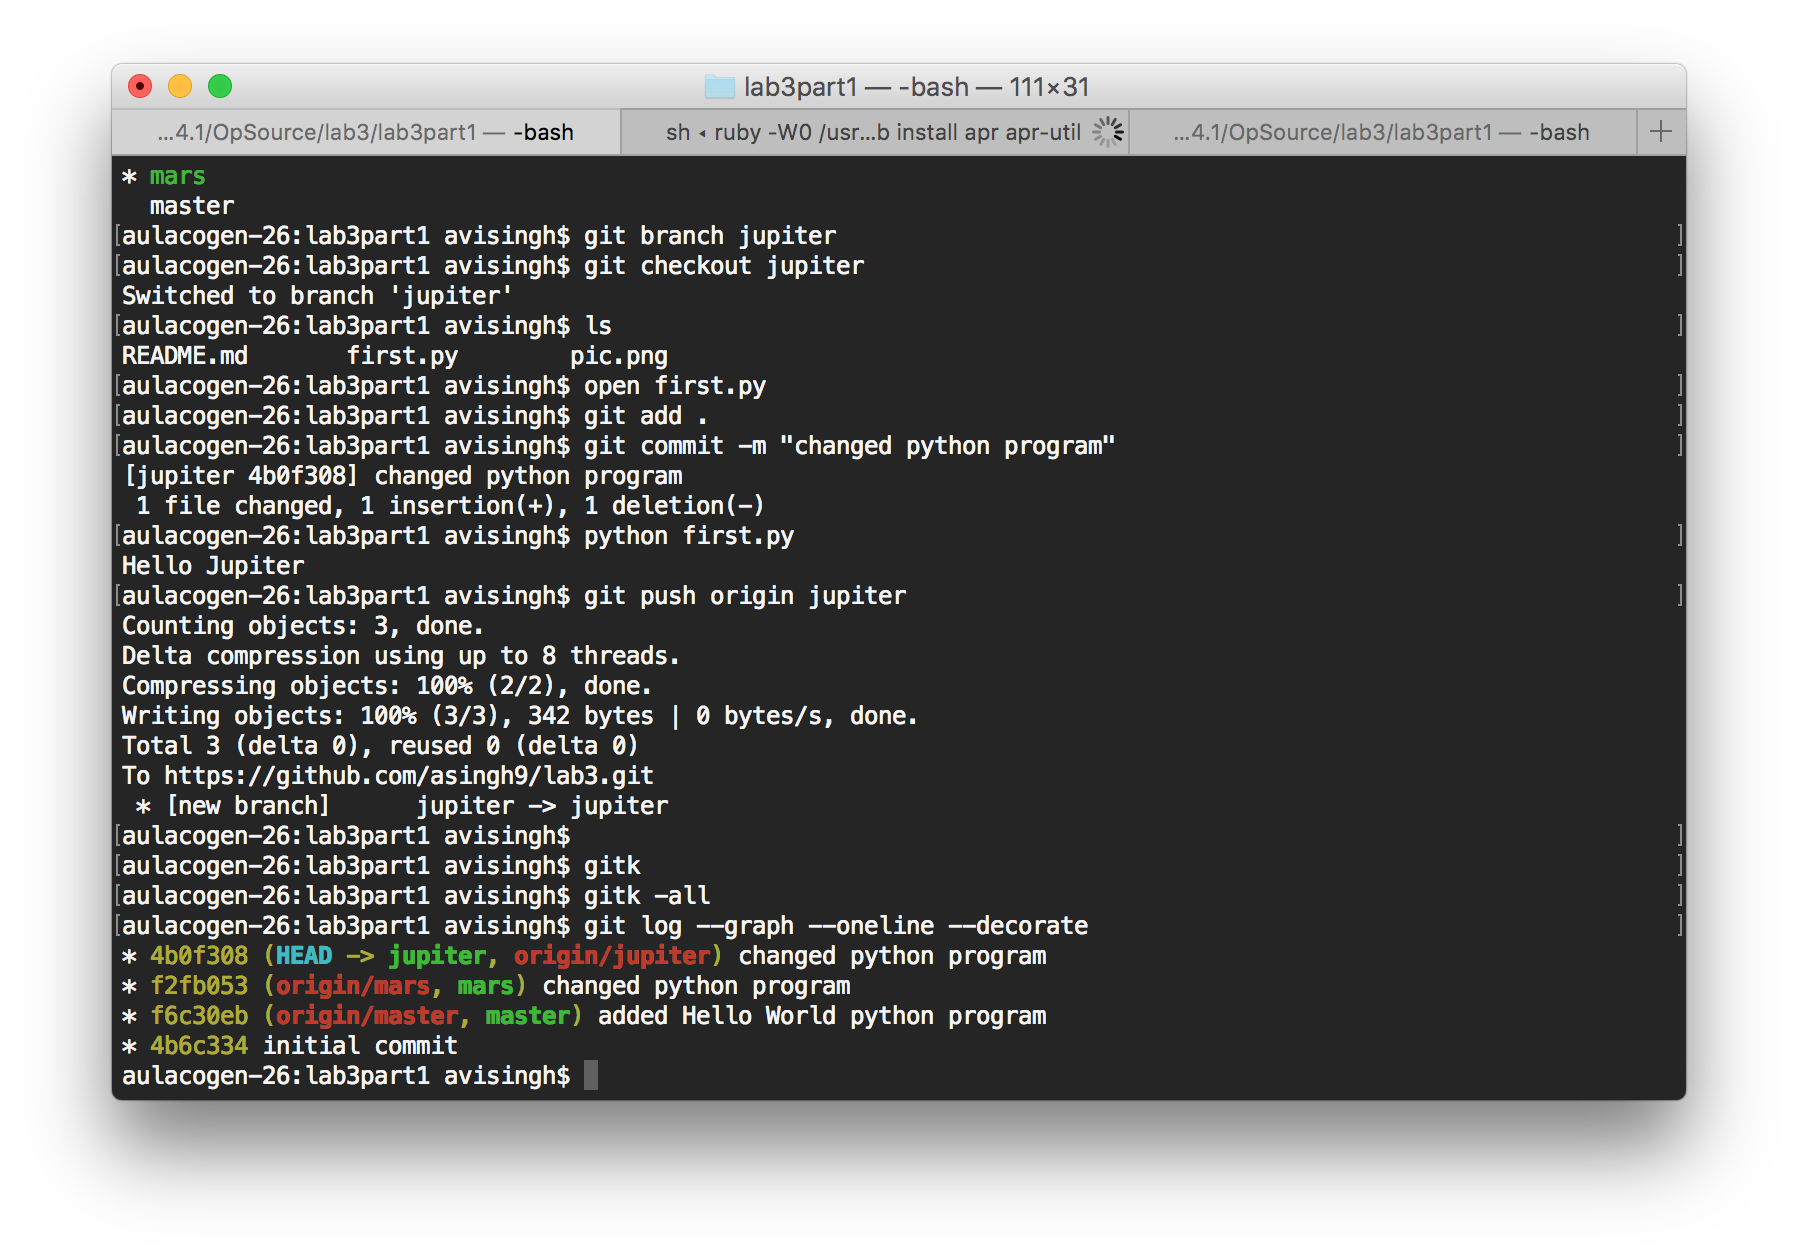 lab3part1 — -bash — 111×31
...4.1/OpSource/lab3/lab3part1 — -bash
sh ◂ ruby -W0 /usr...b install apr apr-util
...4.1/OpSource/lab3/lab3part1 — -bash
* mars
  master
[aulacogen-26:lab3part1 avisingh$ git branch jupiter ]
[aulacogen-26:lab3part1 avisingh$ git checkout jupiter ]
Switched to branch 'jupiter'
[aulacogen-26:lab3part1 avisingh$ ls ]
README.md       first.py        pic.png
[aulacogen-26:lab3part1 avisingh$ open first.py ]
[aulacogen-26:lab3part1 avisingh$ git add . ]
[aulacogen-26:lab3part1 avisingh$ git commit -m "changed python program" ]
[jupiter 4b0f308] changed python program
 1 file changed, 1 insertion(+), 1 deletion(-)
[aulacogen-26:lab3part1 avisingh$ python first.py ]
Hello Jupiter
[aulacogen-26:lab3part1 avisingh$ git push origin jupiter ]
Counting objects: 3, done.
Delta compression using up to 8 threads.
Compressing objects: 100% (2/2), done.
Writing objects: 100% (3/3), 342 bytes | 0 bytes/s, done.
Total 3 (delta 0), reused 0 (delta 0)
To https://github.com/asingh9/lab3.git
 * [new branch]      jupiter -> jupiter
[aulacogen-26:lab3part1 avisingh$ ]
[aulacogen-26:lab3part1 avisingh$ gitk ]
[aulacogen-26:lab3part1 avisingh$ gitk -all ]
[aulacogen-26:lab3part1 avisingh$ git log --graph --oneline --decorate ]
* 4b0f308 (HEAD -> jupiter, origin/jupiter) changed python program
* f2fb053 (origin/mars, mars) changed python program
* f6c30eb (origin/master, master) added Hello World python program
* 4b6c334 initial commit
aulacogen-26:lab3part1 avisingh$